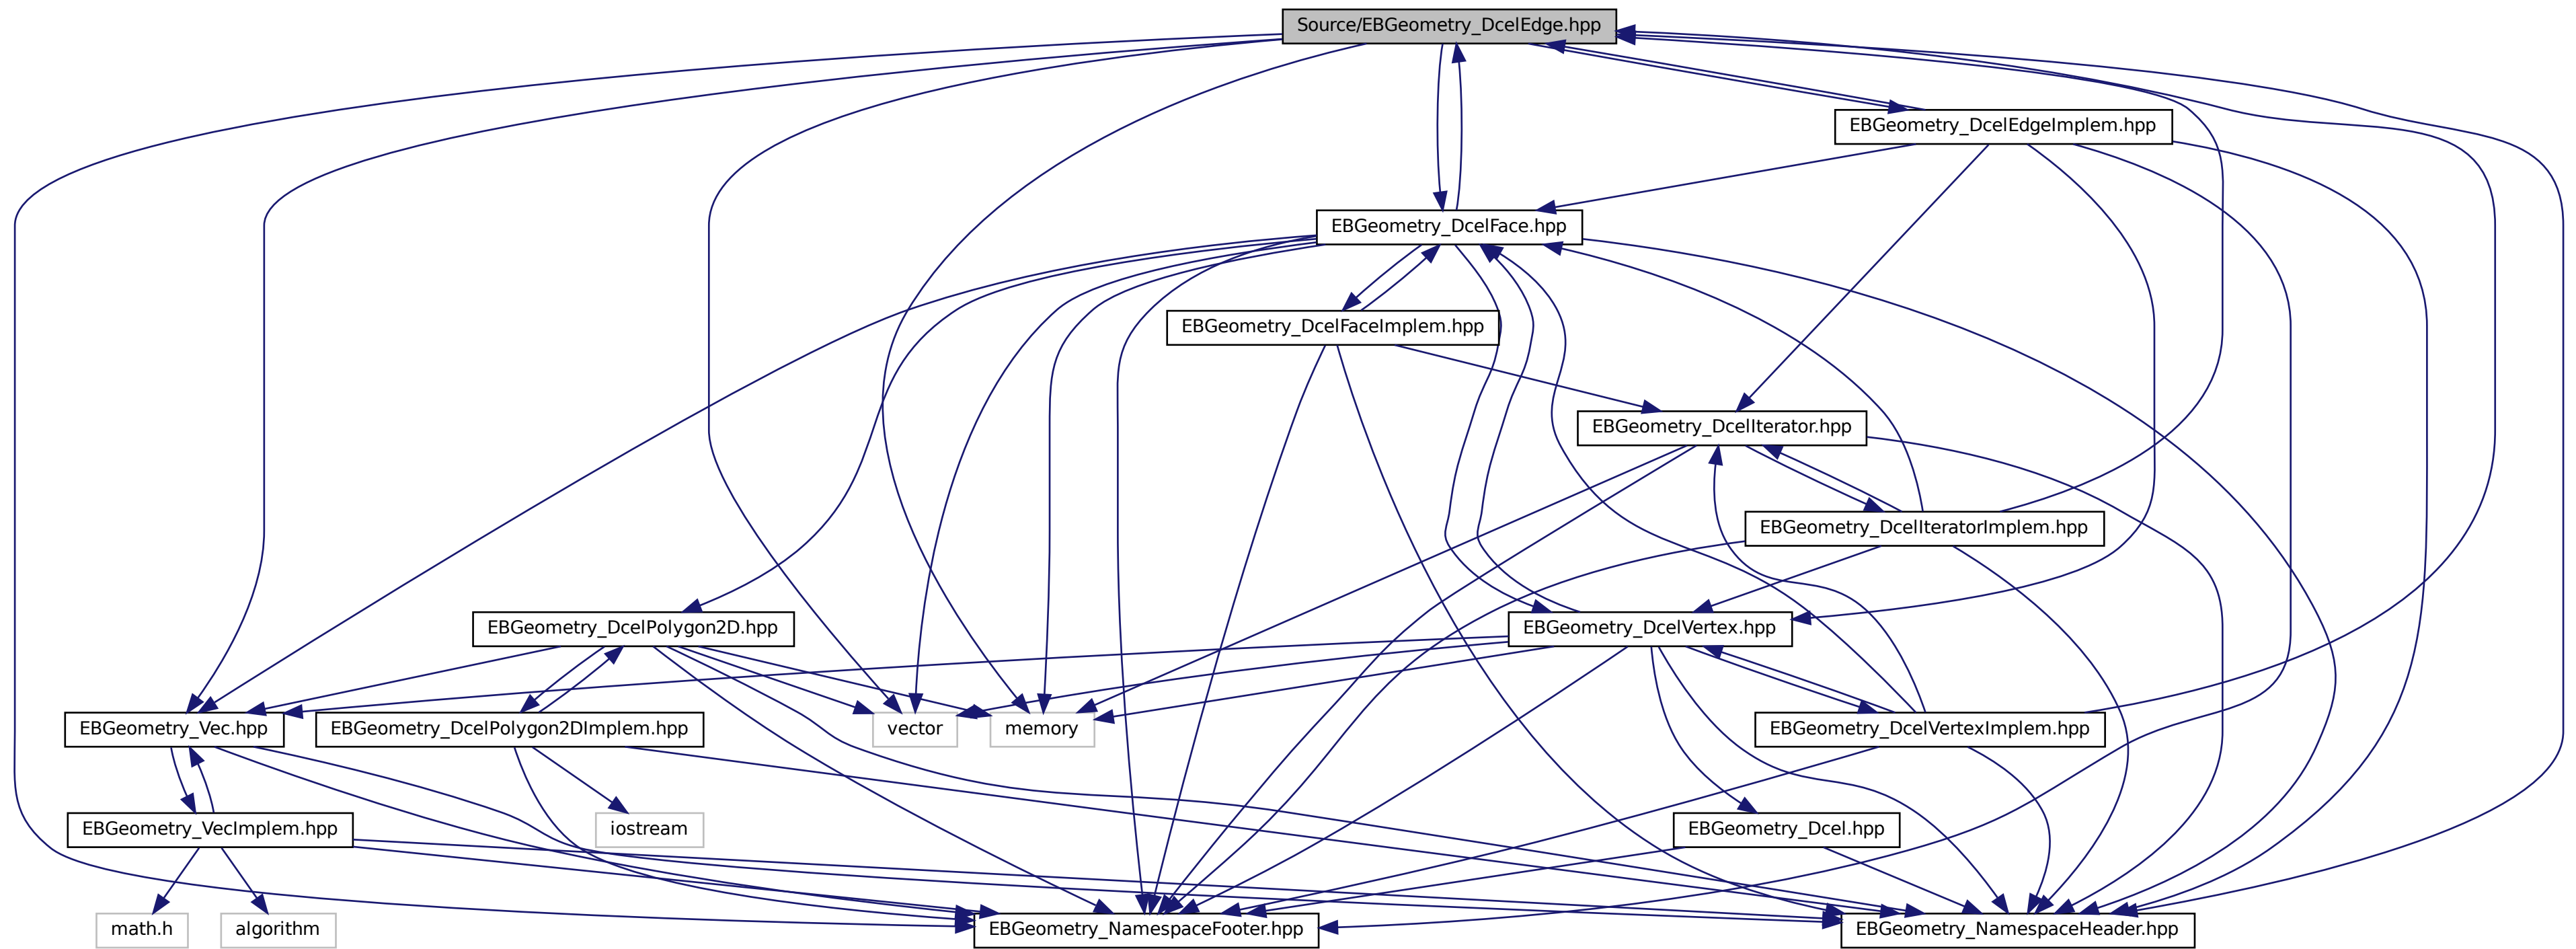 Source/EBGeometry_DcelEdge.hpp
EBGeometry_DcelEdgeImplem.hpp
EBGeometry_DcelFace.hpp
EBGeometry_DcelFaceImplem.hpp
EBGeometry_DcelIterator.hpp
EBGeometry_DcelIteratorImplem.hpp
EBGeometry_DcelPolygon2D.hpp
EBGeometry_DcelVertex.hpp
EBGeometry_Vec.hpp
EBGeometry_DcelPolygon2DImplem.hpp
vector
memory
EBGeometry_DcelVertexImplem.hpp
EBGeometry_VecImplem.hpp
iostream
EBGeometry_Dcel.hpp
math.h
algorithm
EBGeometry_NamespaceFooter.hpp
EBGeometry_NamespaceHeader.hpp